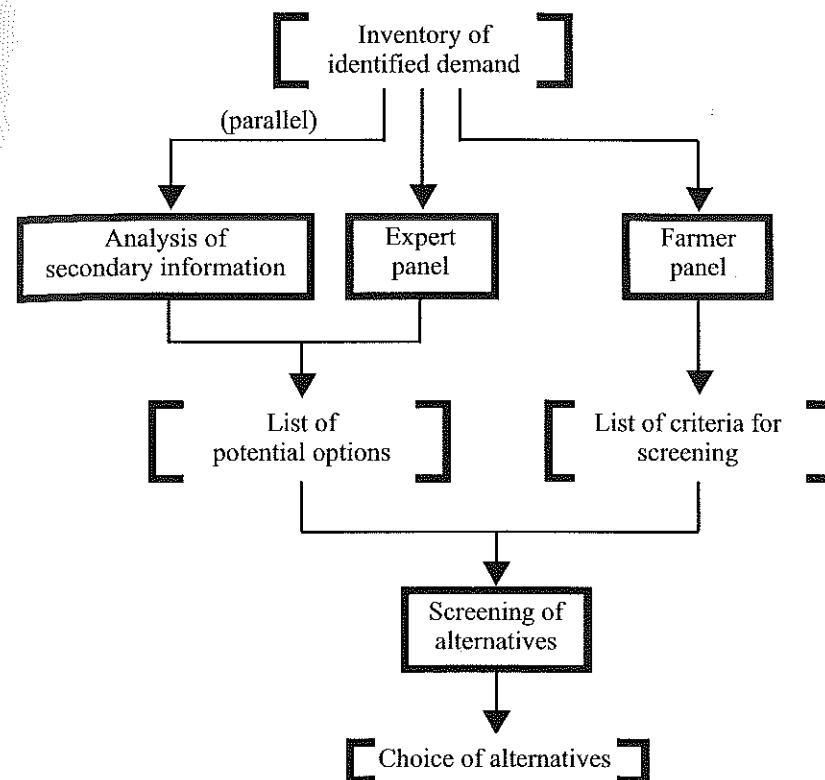 Inventory of
identified demand
(parallel)
Analysis of
secondary information
Expert
panel
Farmer
panel
List of
potential options
List of criteria for
screening
Screening of
alternatives
Choice of alternatives